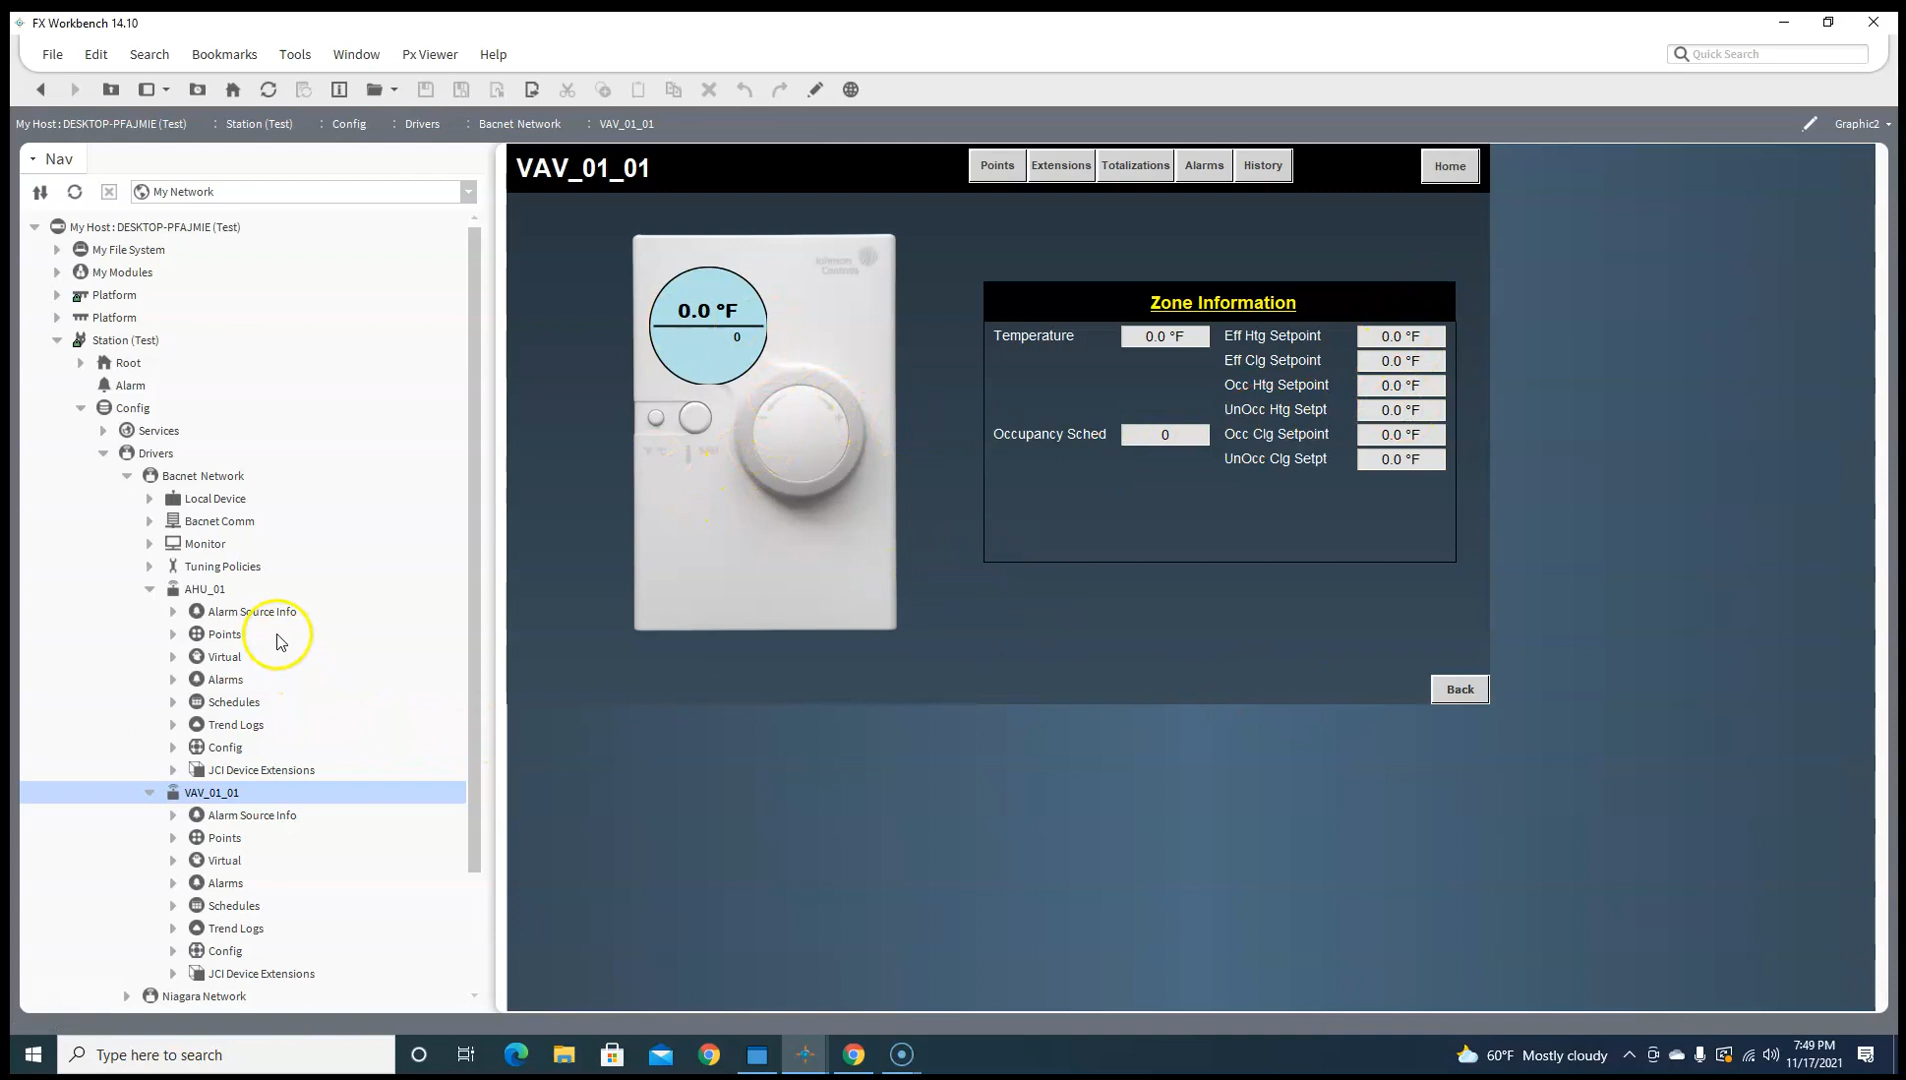 FX Workbench 14.10
File Edit Search Bookmarks Tools Window Px Viewer Help
Quick Search
My Host : DESKTOP-PFAJMIE (Test) : Station (Test) : Config : Drivers : Bacnet Network : VAV_01_01
Graphic2
Nav
My Network
My Host : DESKTOP-PFAJMIE (Test)
My File System
My Modules
Platform
Platform
Station (Test)
Root
Alarm
Config
Services
Drivers
Bacnet Network
Local Device
Bacnet Comm
Monitor
Tuning Policies
AHU_01
Alarm Source Info
Points
Virtual
Alarms
Schedules
Trend Logs
Config
JCI Device Extensions
VAV_01_01
Alarm Source Info
Points
Virtual
Alarms
Schedules
Trend Logs
Config
JCI Device Extensions
Niagara Network
VAV_01_01
Points Extensions Totalizations Alarms History
Home
Johnson
Controls
0.0 °F
0
Zone Information
Temperature 0.0 °F Eff Htg Setpoint 0.0 °F
Eff Clg Setpoint 0.0 °F
Occ Htg Setpoint 0.0 °F
UnOcc Htg Setpt 0.0 °F
Occupancy Sched 0 Occ Clg Setpoint 0.0 °F
UnOcc Clg Setpt 0.0 °F
Back
Type here to search
60°F Mostly cloudy
7:49 PM
11/17/2021